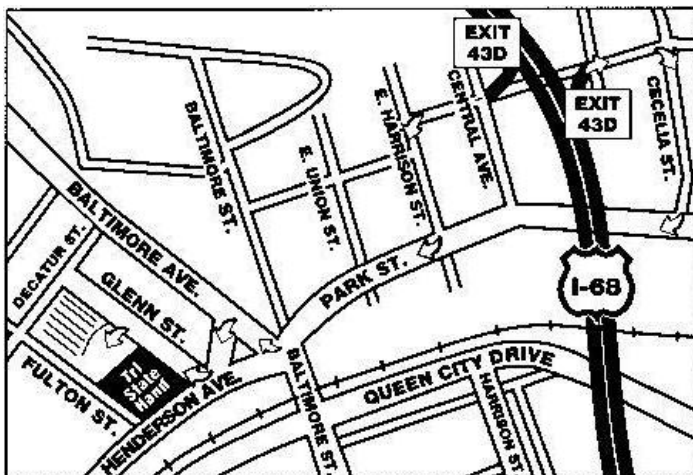 EXIT
43D
EXIT
43D
CENTRAL AVE.
CECELIA ST.
E. HARRISON ST.
BALTIMORE ST.
E. UNION ST.
BALTIMORE AVE.
DECATUR ST.
GLENN ST.
PARK ST.
I-68
Tri
State
Hand
FULTON ST.
HENDERSON AVE.
BALTIMORE ST.
QUEEN CITY DRIVE
HARRISON ST.